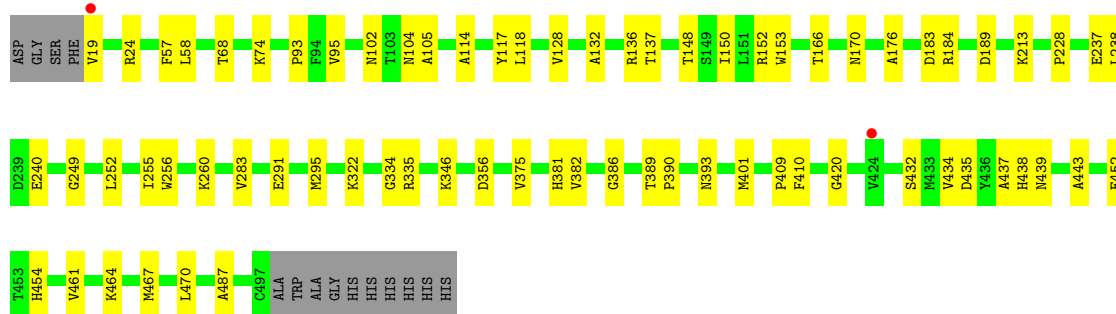 ASP GLY SER PHE V19 R24 F57 L58 T68 K74 P93 F94 V95 N102 T103 N104 A105 A114 Y117 L118 V128 A132 R136 T137 T148 S149 I150 L151 R152 W153 T166 N170 A176 D183 R184 D189 K213 P228 E237 L238
D239 E240 G249 L252 I255 W256 K260 V283 E291 M295 K322 G334 R335 K346 D356 V375 H381 V382 G386 T389 P390 N393 M401 P409 F410 G420 V424 S432 M433 V434 D435 Y436 A437 H438 N439 A443
T453 H454 V461 K464 M467 L470 A487 C497 ALA TRP ALA GLY HIS HIS HIS HIS HIS HIS